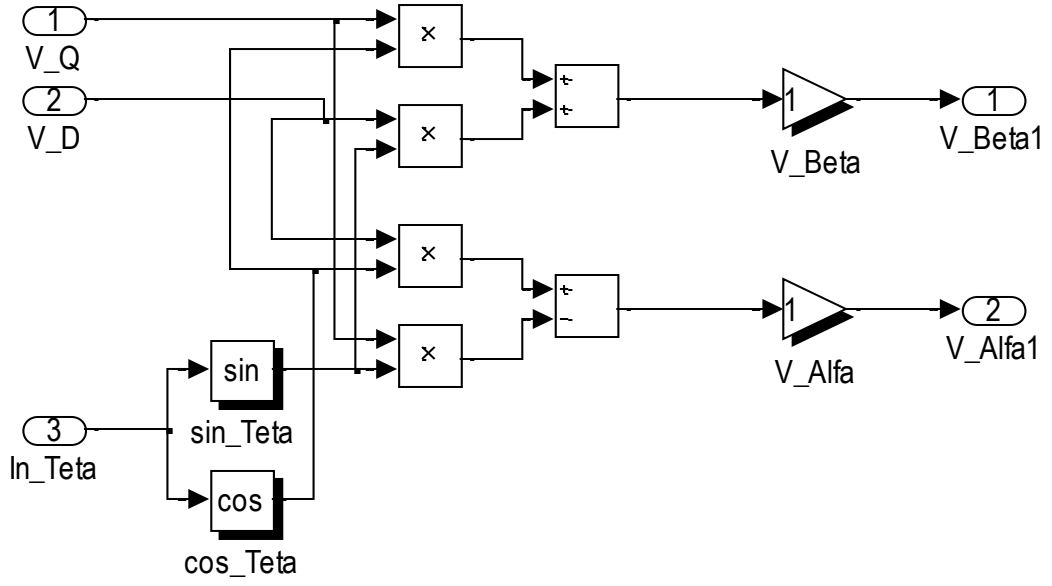 1
V_Q
2
V_D
×
×
×
×
+
+
+
−
1
V_Beta
1
V_Beta1
1
V_Alfa
2
V_Alfa1
sin
sin_Teta
3
In_Teta
cos
cos_Teta